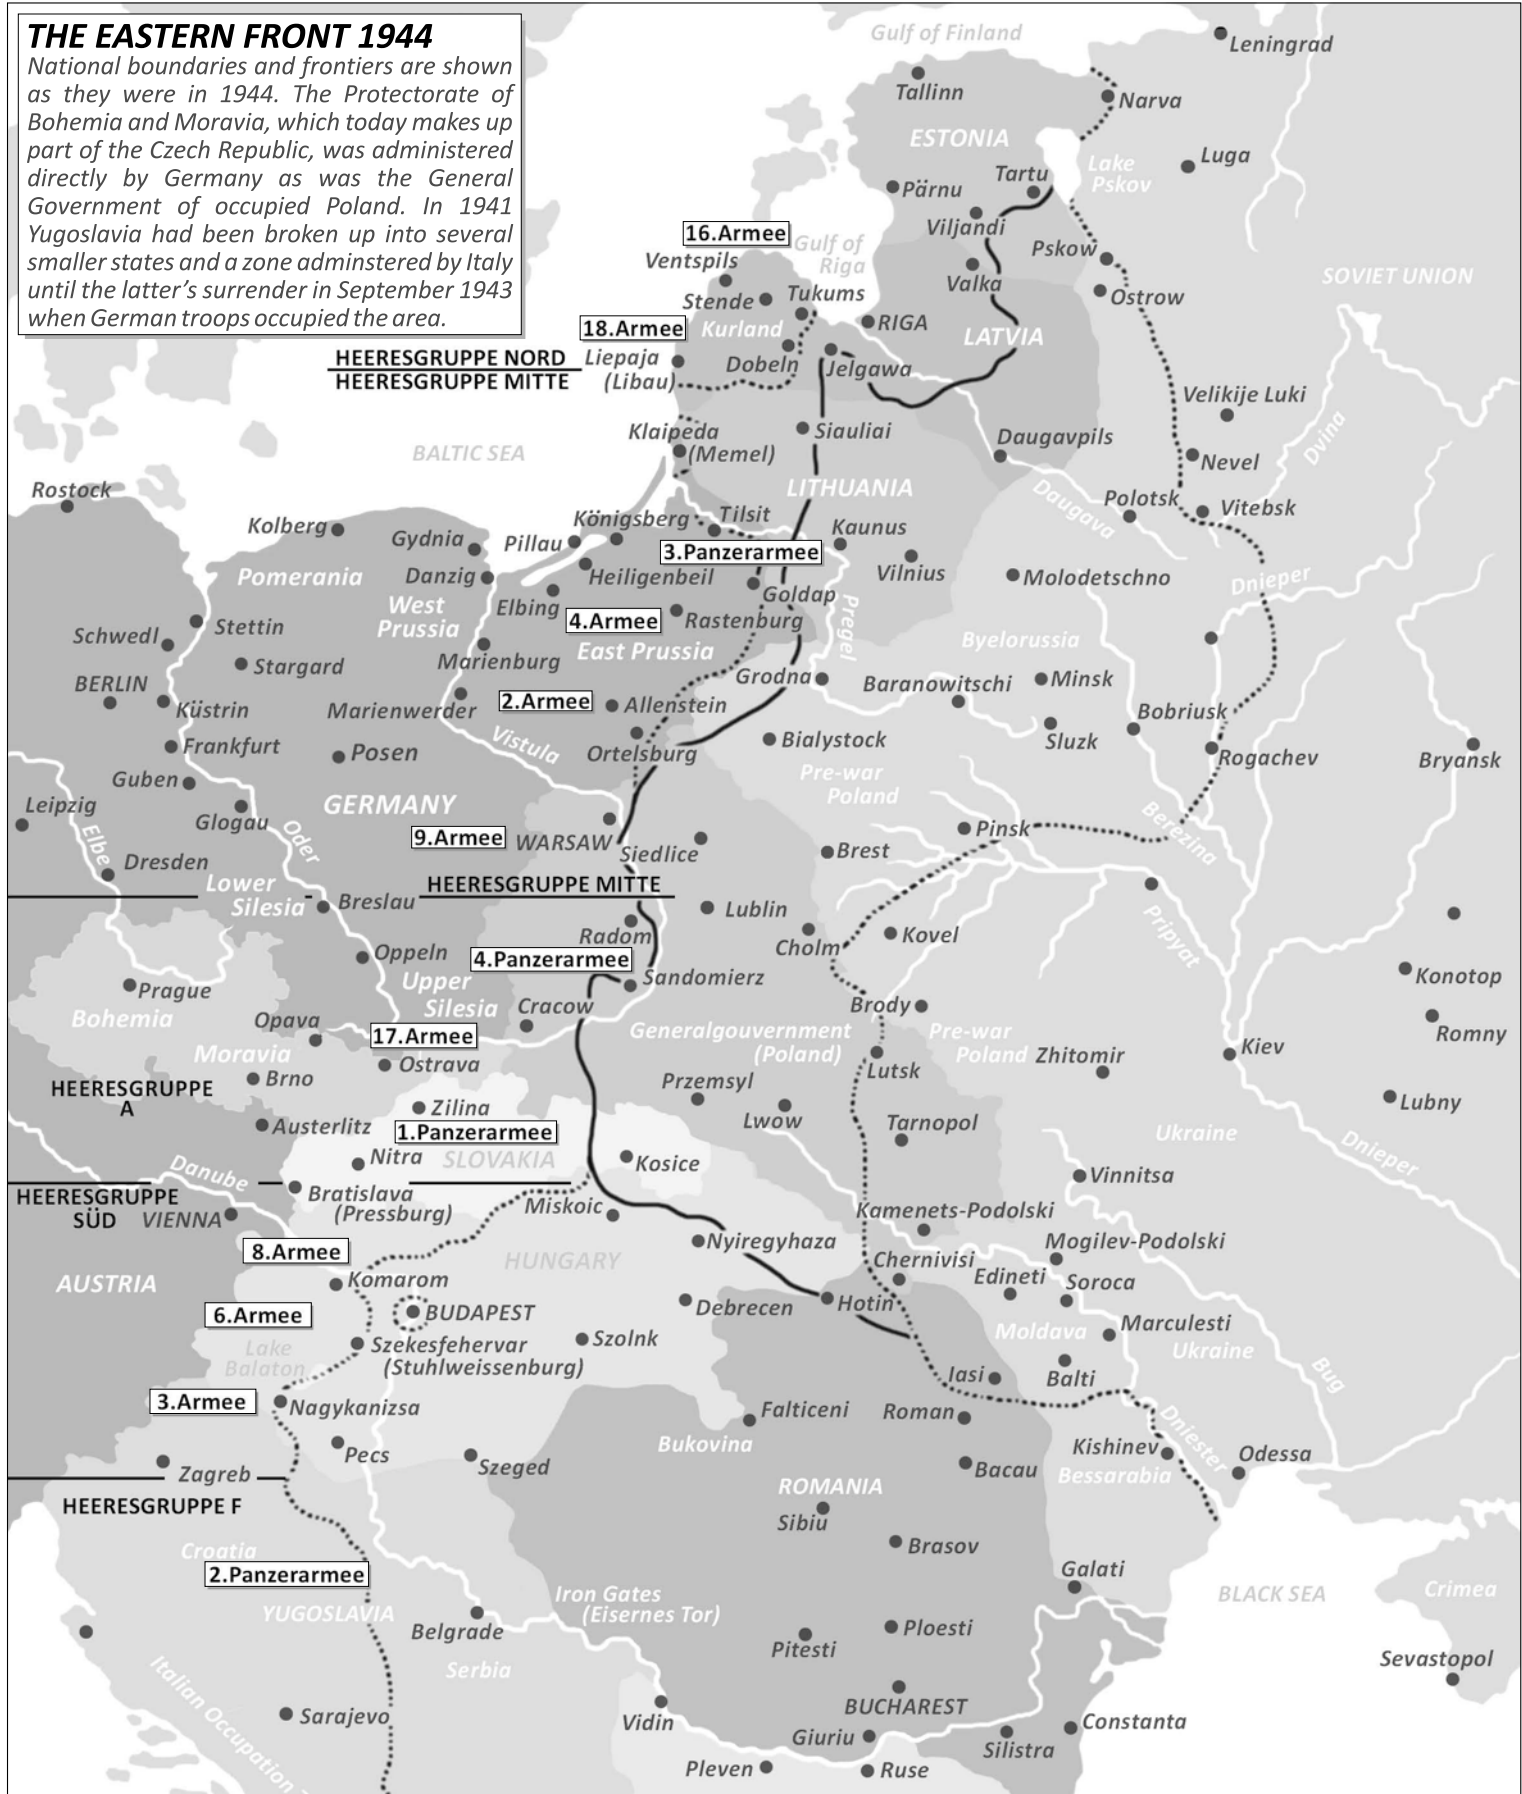 THE EASTERN FRONT 1944
National boundaries and frontiers are shown
as they were in 1944. The Protectorate of
Bohemia and Moravia, which today makes up
part of the Czech Republic, was administered
directly by Germany as was the General
Government of occupied Poland. In 1941
Yugoslavia had been broken up into several
smaller states and a zone adminstered by Italy
until the latter's surrender in September 1943
when German troops occupied the area.
Gulf of Finland
Leningrad
Tallinn
Narva
ESTONIA
Luga
Lake
Pskov
Tartu
Pärnu
Viljandi
16.Armee
Gulf of
Riga
Pskow
Ventspils
Valka
SOVIET UNION
Stende
Tukums
Ostrow
18.Armee
Kurland
RIGA
LATVIA
HEERESGRUPPE NORD
HEERESGRUPPE MITTE
Liepaja
(Libau)
Dobeln
Jelgawa
Velikije Luki
Klaipeda
(Memel)
Siauliai
Daugavpils
Dvina
BALTIC SEA
Nevel
Rostock
LITHUANIA
Daugava
Polotsk
Vitebsk
Kolberg
Gydnia
Pillau
Königsberg
Tilsit
Kaunus
3.Panzerarmee
Vilnius
Pomerania
Danzig
Heiligenbeil
Molodetschno
Dnieper
West
Prussia
Elbing
Goldap
Pregel
4.Armee
Rastenburg
Schwedl
Stettin
Byelorussia
Stargard
Marienburg
East Prussia
BERLIN
Küstrin
Marienwerder
2.Armee
Allenstein
Grodna
Baranowitschi
Minsk
Bobriusk
Frankfurt
Posen
Vistula
Ortelsburg
Bialystock
Sluzk
Rogachev
Bryansk
Guben
Pre-war
Poland
Leipzig
Glogau
GERMANY
Elbe
Oder
9.Armee
WARSAW
Siedlice
Brest
Pinsk
Berezina
Dresden
Lower
Silesia
HEERESGRUPPE MITTE
Breslau
Lublin
Radom
Cholm
Kovel
Pripyat
Oppeln
4.Panzerarmee
Sandomierz
Konotop
Prague
Upper
Silesia
Cracow
Brody
Bohemia
Opava
17.Armee
Generalgouvernment
(Poland)
Pre-war
Poland
Romny
Moravia
Ostrava
Zhitomir
Kiev
Brno
Lutsk
HEERESGRUPPE
A
Przemsyl
Zilina
Lwow
Lubny
Austerlitz
1.Panzerarmee
Tarnopol
Ukraine
Nitra
SLOVAKIA
Kosice
Dnieper
Danube
Vinnitsa
HEERESGRUPPE
SÜD
VIENNA
Bratislava
(Pressburg)
Miskoic
Kamenets-Podolski
8.Armee
HUNGARY
Nyiregyhaza
Mogilev-Podolski
Chernivisi
AUSTRIA
Komarom
Edineti
Soroca
6.Armee
BUDAPEST
Debrecen
Hotin
Marculesti
Lake
Balaton
Szekesfehervar
(Stuhlweissenburg)
Szolnk
Moldava
Ukraine
Iasi
Balti
Bug
3.Armee
Nagykanizsa
Falticeni
Roman
Dniester
Pecs
Bukovina
Kishinev
Odessa
Zagreb
Szeged
Bacau
Bessarabia
HEERESGRUPPE F
ROMANIA
Sibiu
Brasov
Croatia
2.Panzerarmee
Galati
Iron Gates
(Eisernes Tor)
BLACK SEA
Crimea
YUGOSLAVIA
Belgrade
Ploesti
Pitesti
Serbia
Sevastopol
Italian Occupation
Sarajevo
Vidin
BUCHAREST
Giuriu
Silistra
Constanta
Pleven
Ruse